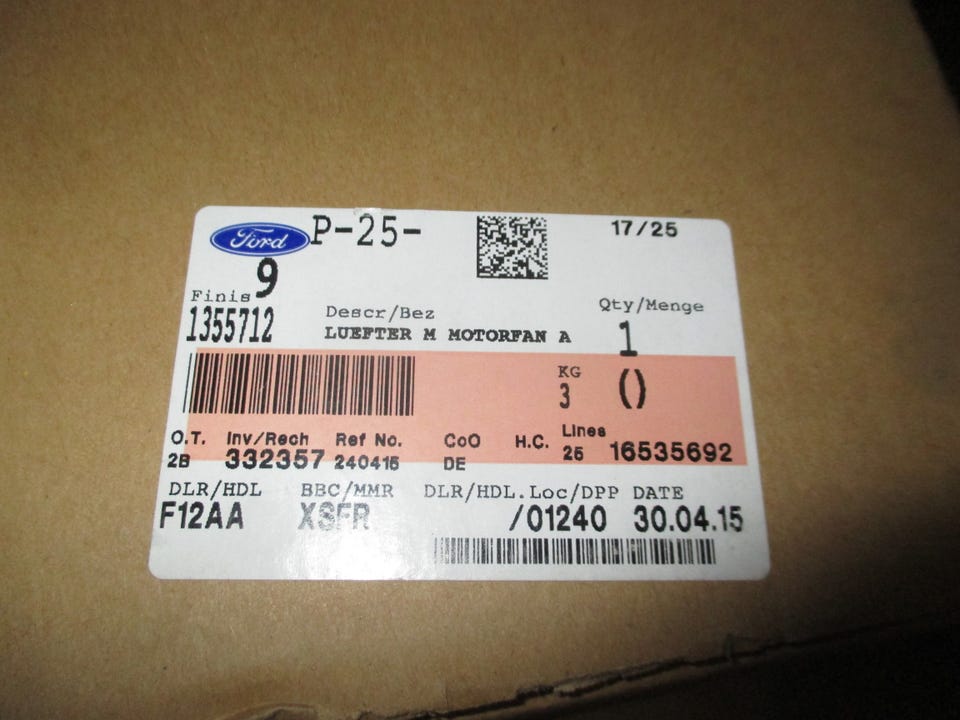 Ford P-25- 17/25
9
Finis Descr/Bez Qty/Menge
1355712 LUEFTER M MOTORFAN A 1
KG
3 ()
O.T. Inv/Rech Ref No. CoO H.C. Lines
2B 332357 240415 DE 25 16535692
DLR/HDL BBC/MMR DLR/HDL.Loc/DPP DATE
F12AA XSFR /01240 30.04.15